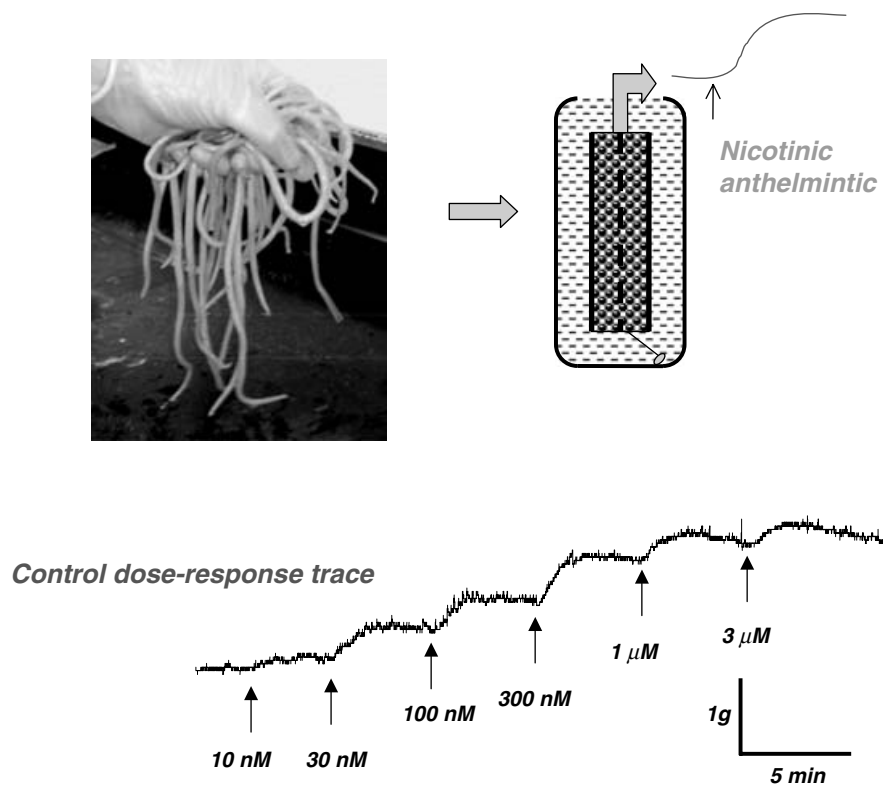 Nicotinic
anthelmintic
Control dose-response trace
10 nM
30 nM
100 nM
300 nM
1 μM
3 μM
1g
5 min